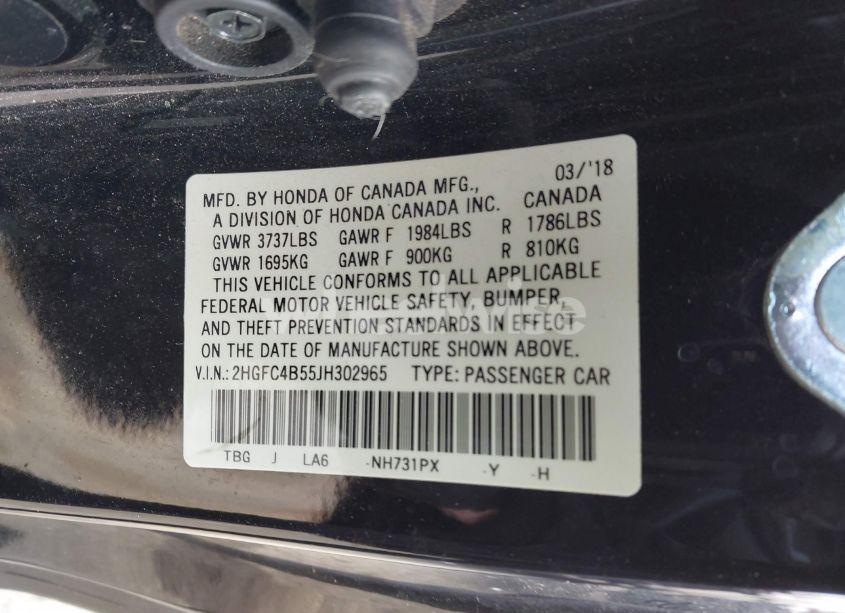 03/'18
MFD. BY HONDA OF CANADA MFG.,
A DIVISION OF HONDA CANADA INC. CANADA
GVWR 3737LBS GAWR F 1984LBS R 1786LBS
GVWR 1695KG GAWR F 900KG R 810KG
THIS VEHICLE CONFORMS TO ALL APPLICABLE
FEDERAL MOTOR VEHICLE SAFETY, BUMPER,
AND THEFT PREVENTION STANDARDS IN EFFECT
ON THE DATE OF MANUFACTURE SHOWN ABOVE.
V.I.N.: 2HGFC4B55JH302965 TYPE: PASSENGER CAR
TBG J LA6 -NH731PX -Y -H